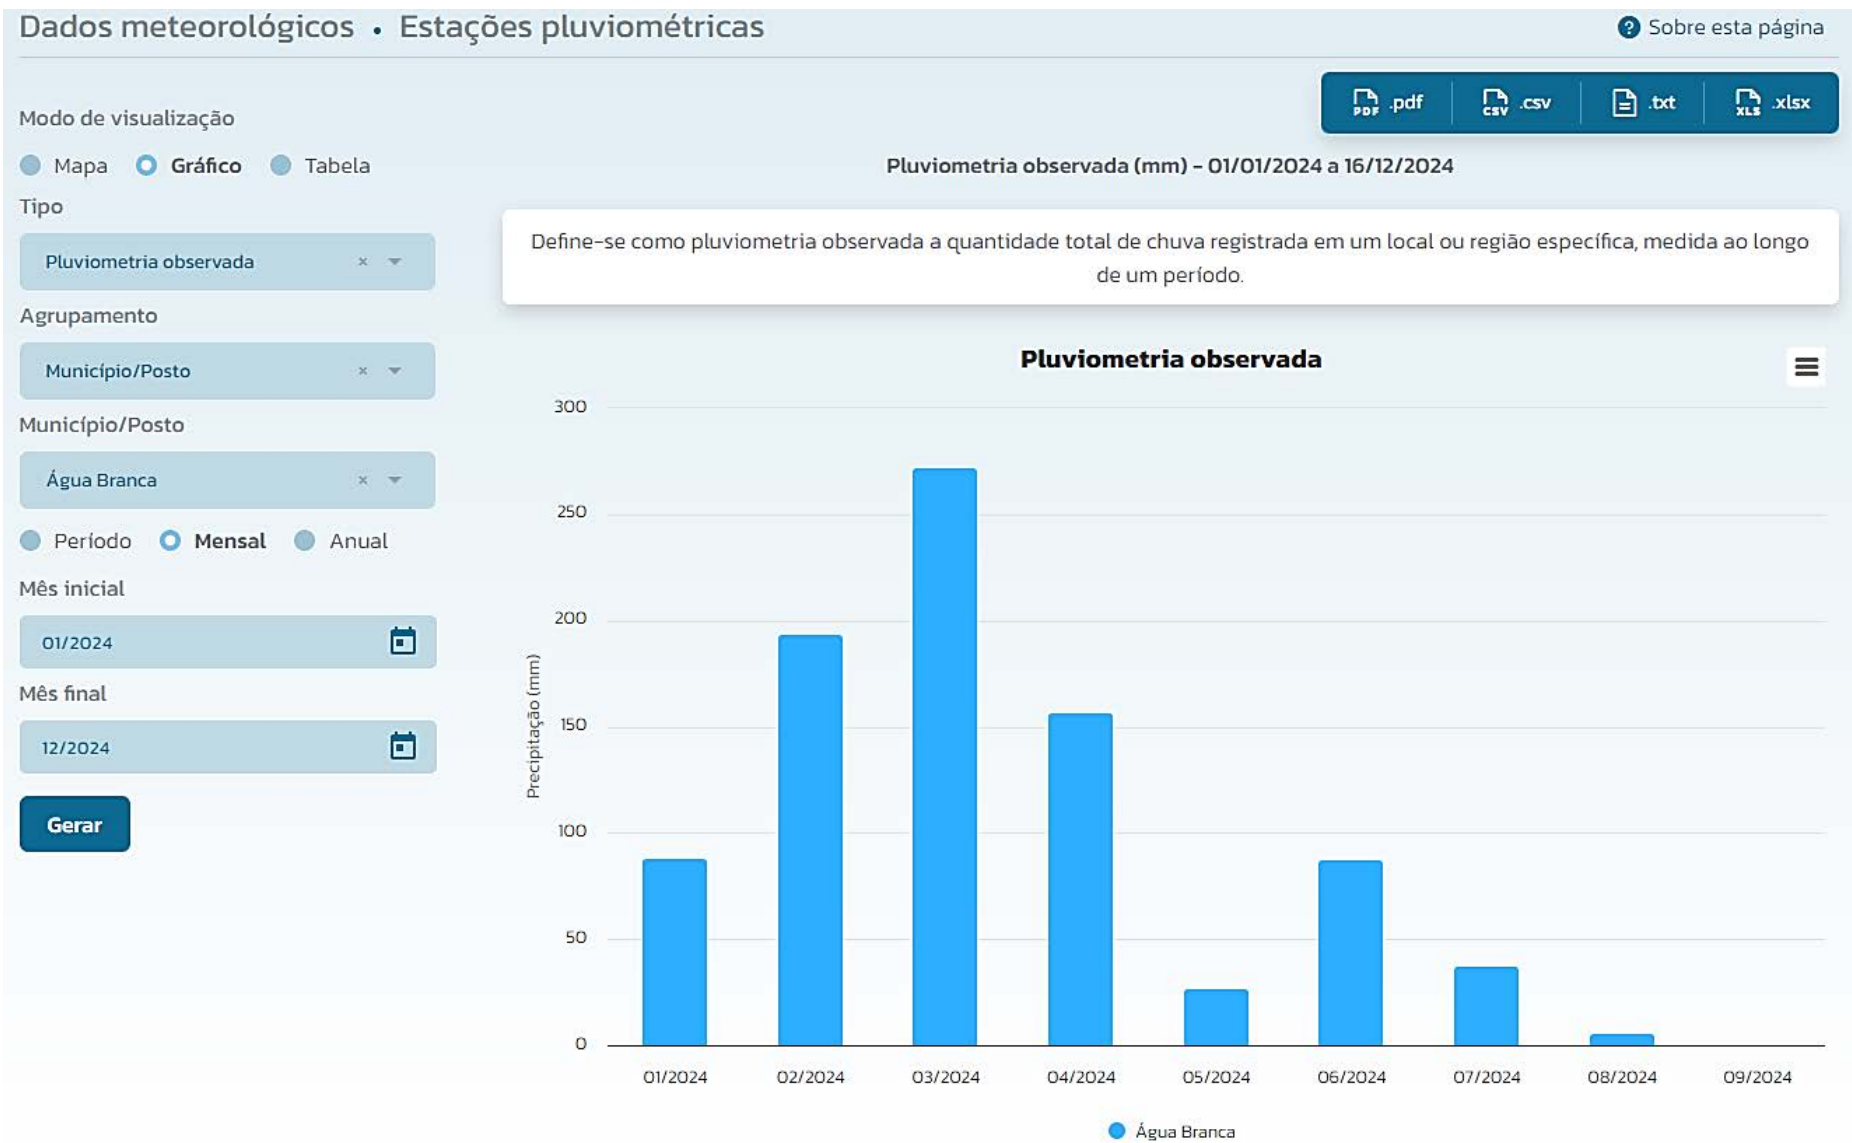 Dados meteorológicos • Estações pluviométricas
Sobre esta página
PDF .pdf
CSV .csv
.txt
XLS .xlsx
Modo de visualização
Mapa Gráfico Tabela
Tipo
Pluviometria observada
Agrupamento
Município/Posto
Município/Posto
Água Branca
Período Mensal Anual
Mês inicial
01/2024
Mês final
12/2024
Gerar
Pluviometria observada (mm) - 01/01/2024 a 16/12/2024
Define-se como pluviometria observada a quantidade total de chuva registrada em um local ou região específica, medida ao longo
de um período.
Pluviometria observada
Precipitação (mm)
300
250
200
150
100
50
0
01/2024 02/2024 03/2024 04/2024 05/2024 06/2024 07/2024 08/2024 09/2024
Água Branca